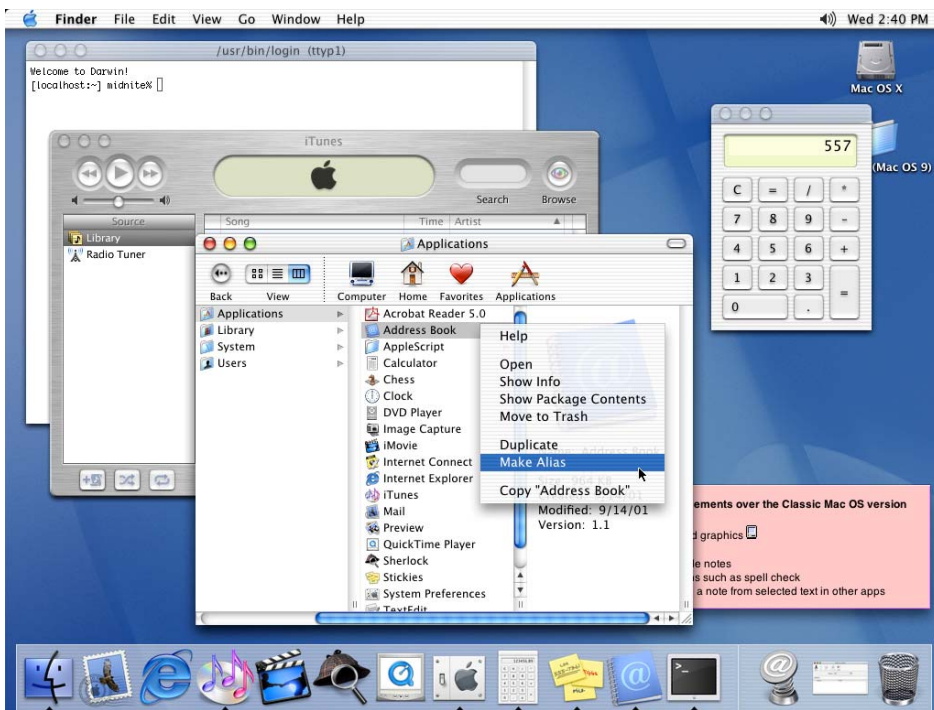 Finder File Edit View Go Window Help Wed 2:40 PM
/usr/bin/login (ttyp1)
Welcome to Darwin!
[localhost:~] midnite%
Mac OS X
(Mac OS 9)
557
C = / *
7 8 9 -
4 5 6 +
1 2 3 =
0 .
iTunes
Search Browse
Source Song Time Artist
Library
Radio Tuner
Applications
Back View Computer Home Favorites Applications
Applications
Library
System
Users
Acrobat Reader 5.0
Address Book
AppleScript
Calculator
Chess
Clock
DVD Player
Image Capture
iMovie
Internet Connect
Internet Explorer
iTunes
Mail
Preview
QuickTime Player
Sherlock
Stickies
System Preferences
TextEdit
Help
Open
Show Info
Show Package Contents
Move to Trash
Duplicate
Make Alias
Copy "Address Book"
Address Book
Size: 964 KB
Modified: 9/14/01
Version: 1.1
ements over the Classic Mac OS version
d graphics
le notes
s such as spell check
a note from selected text in other apps